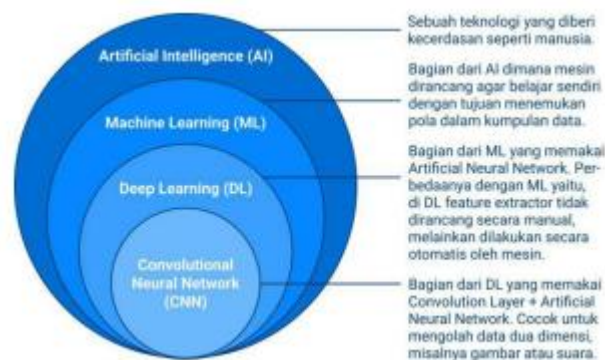 Artificial Intelligence (AI)
Machine Learning (ML)
Deep Learning (DL)
Convolutional
Neural Network
(CNN)
Sebuah teknologi yang diberi
kecerdasan seperti manusia.
Bagian dari AI dimana mesin
dirancang agar belajar sendiri
dengan tujuan menemukan
pola dalam kumpulan data.
Bagian dari ML yang memakai
Artificial Neural Network. Per-
bedaanya dengan ML yaitu,
di DL feature extractor tidak
dirancang secara manual,
melainkan dilakukan secara
otomatis oleh mesin.
Bagian dari DL yang memakai
Convolution Layer + Artificial
Neural Network. Cocok untuk
mengolah data dua dimensi,
misalnya gambar atau suara